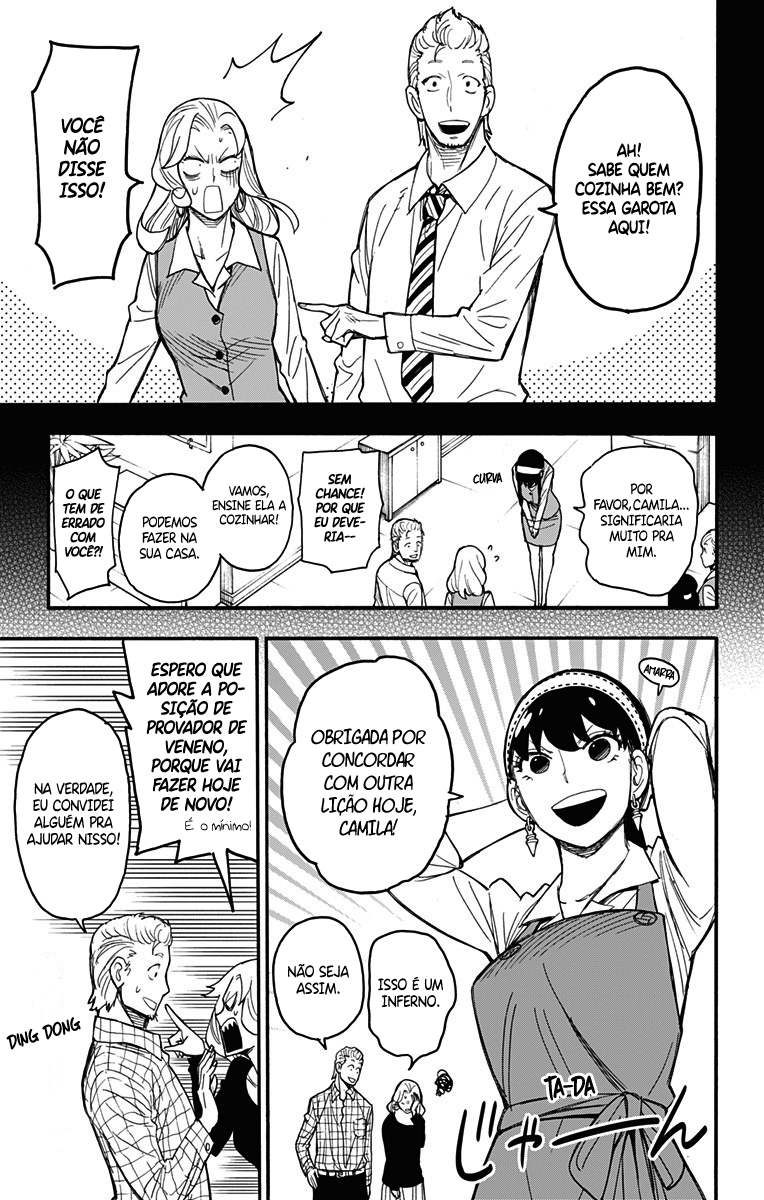 AH!
SABE QUEM
COZINHA BEM?
ESSA GAROTA
AQUI!
VOCÊ
NÃO
DISSE
ISSO!
POR
FAVOR, CAMILA...
SIGNIFICARIA
MUITO PRA
MIM.
CURVA
SEM
CHANCE!
POR QUE
EU DEVE-
RIA--
VAMOS,
ENSINE ELA A
COZINHAR!
PODEMOS
FAZER NA
SUA CASA.
O QUE
TEM DE
ERRADO COM
VOCÊ?!
AMARRA
OBRIGADA POR
CONCORDAR
COM OUTRA
LIÇÃO HOJE,
CAMILA!
ISSO É UM
INFERNO.
NÃO SEJA
ASSIM.
TA-DA
じゃーん
ESPERO QUE
ADORE A PO-
SIÇÃO DE
PROVADOR DE
VENENO,
PORQUE VAI
FAZER HOJE
DE NOVO!
É o mínimo!
NA VERDADE,
EU CONVIDEI
ALGUÉM PRA
AJUDAR NISSO!
DING DONG